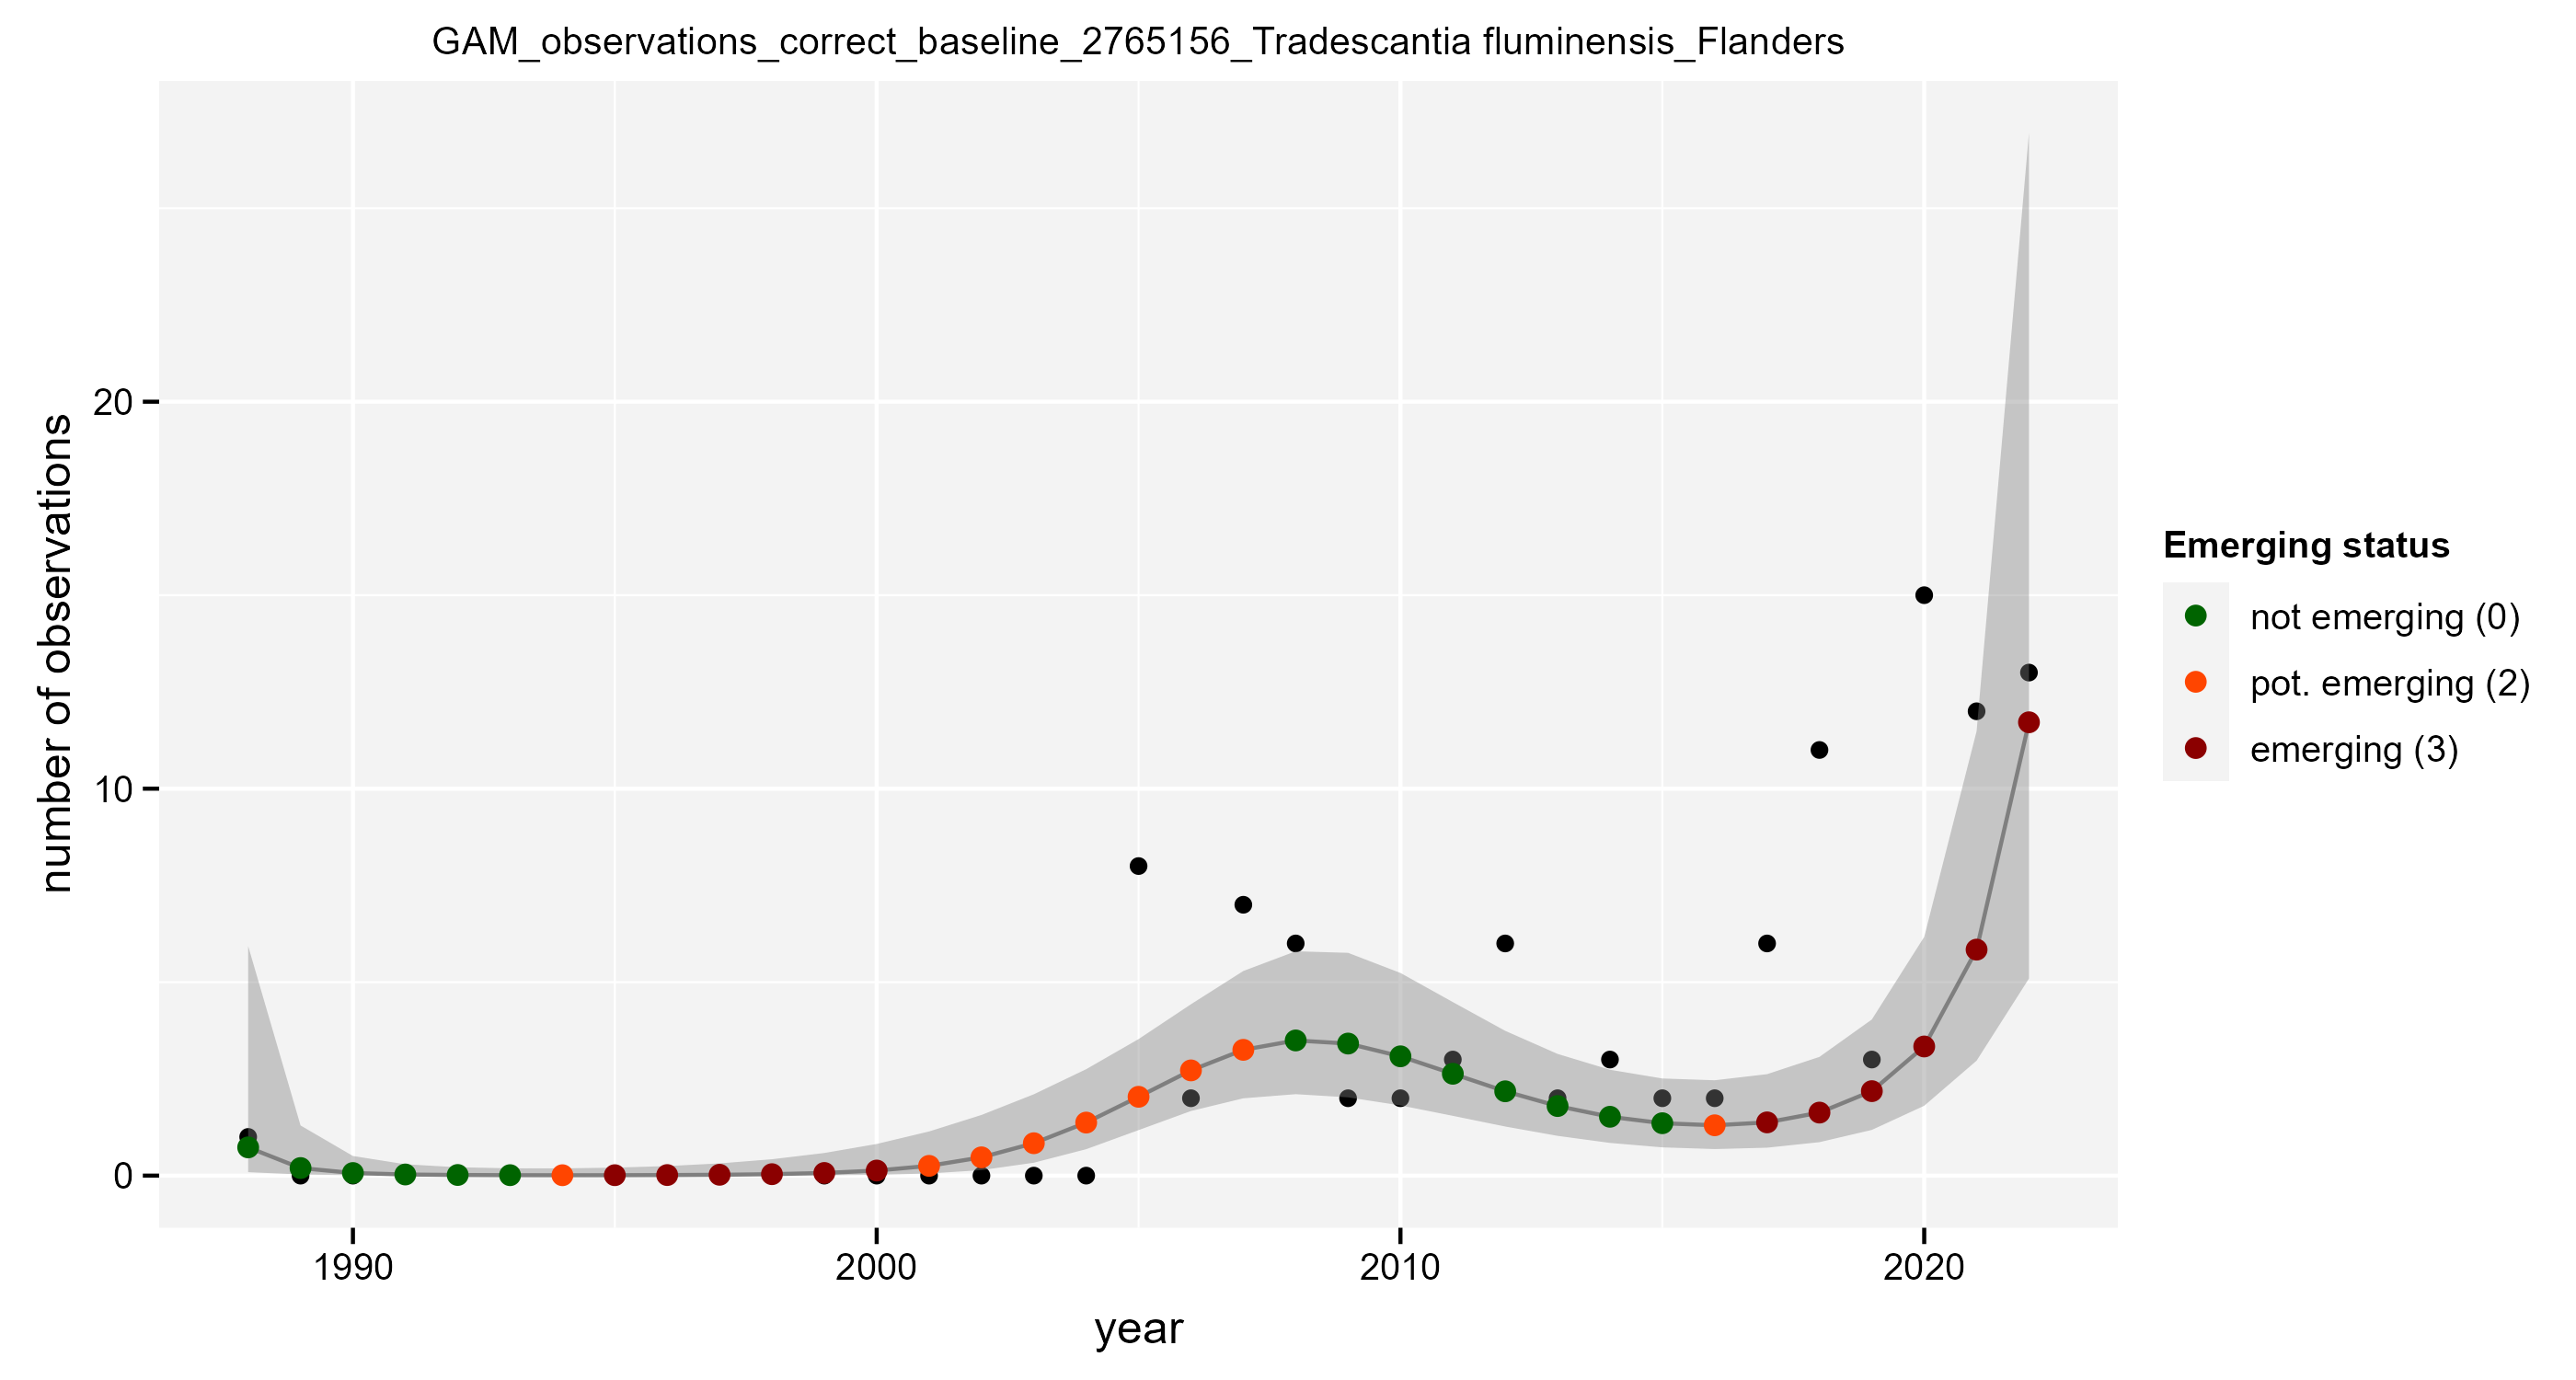 GAM_observations_correct_baseline_2765156_Tradescantia fluminensis_Flanders
number of observations
20
10
0
1990
2000
2010
2020
year
Emerging status
not emerging (0)
pot. emerging (2)
emerging (3)